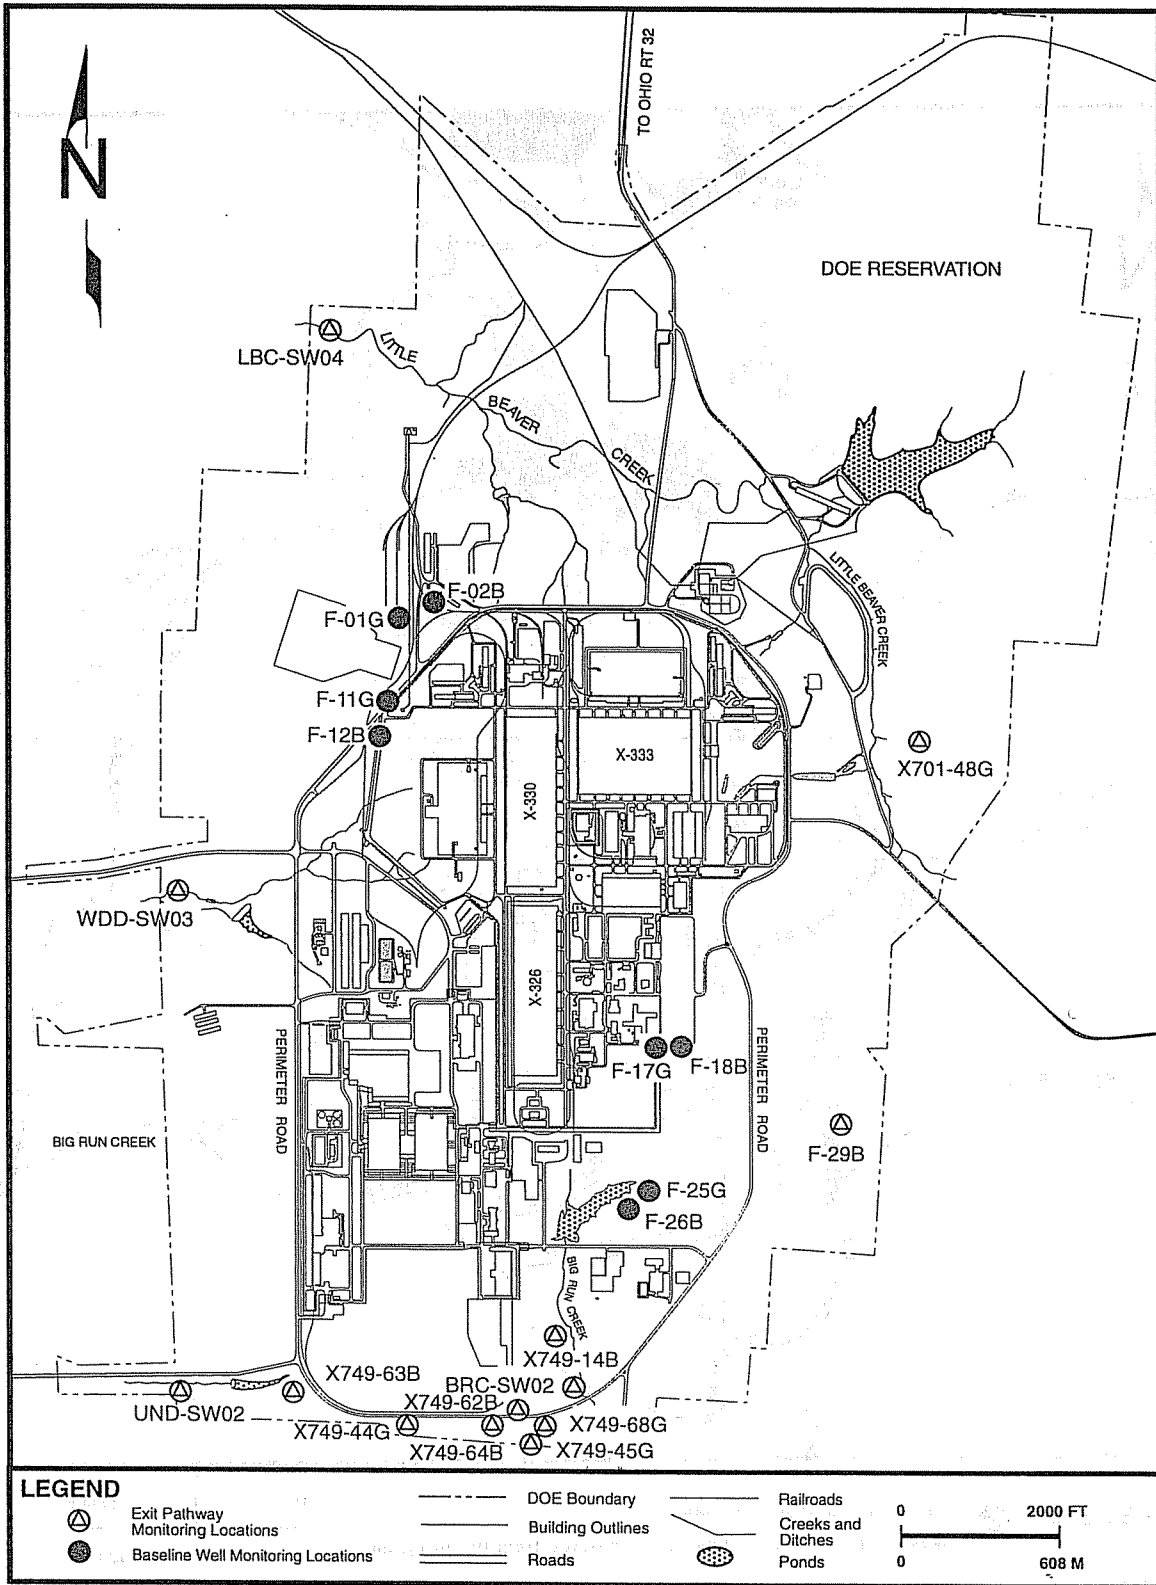 TO OHIO RT 32
N
DOE RESERVATION
LBC-SW04
LITTLE
BEAVER
CREEK
LITTLE BEAVER CREEK
F-02B
F-01G
F-11G
F-12B
X-333
X-330
X701-48G
WDD-SW03
X-326
PERIMETER ROAD
PERIMETER ROAD
F-17G
F-18B
BIG RUN CREEK
F-29B
F-25G
F-26B
BIG RUN CREEK
X749-14B
X749-63B
BRC-SW02
X749-62B
UND-SW02
X749-44G
X749-68G
X749-64B
X749-45G
LEGEND
Exit Pathway
Monitoring Locations
Baseline Well Monitoring Locations
DOE Boundary
Building Outlines
Roads
Railroads
Creeks and
Ditches
Ponds
0 2000 FT
0 608 M